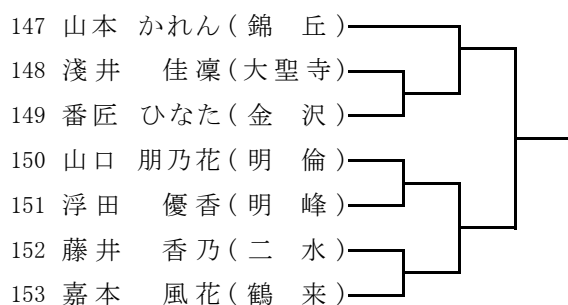 147 山本 かれん(錦 丘)
148 淺井 佳凜(大聖寺)
149 番匠 ひなた(金 沢)
150 山口 朋乃花(明 倫)
151 浮田 優香(明 峰)
152 藤井 香乃(二 水)
153 嘉本 風花(鶴 来)